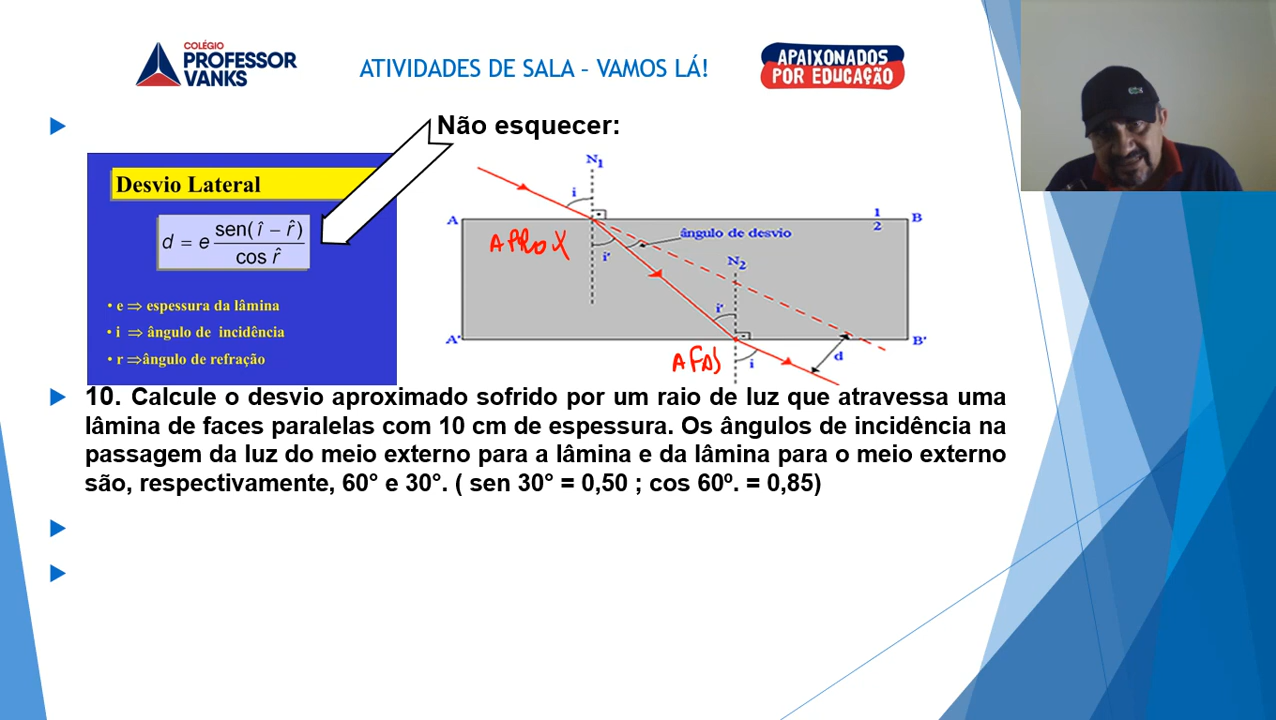 COLÉGIO
PROFESSOR
VANKS
ATIVIDADES DE SALA – VAMOS LÁ!
APAIXONADOS
POR EDUCAÇÃO
Não esquecer:
Desvio Lateral
d = e sen( î – r̂ ) / cos r̂
• e ⇒ espessura da lâmina
• i ⇒ ângulo de incidência
• r ⇒ ângulo de refração
N1
i
A
B
1
2
APROX
ângulo de desvio
i'
N2
i'
A'
B'
AFAS
i
d
10. Calcule o desvio aproximado sofrido por um raio de luz que atravessa uma
lâmina de faces paralelas com 10 cm de espessura. Os ângulos de incidência na
passagem da luz do meio externo para a lâmina e da lâmina para o meio externo
são, respectivamente, 60° e 30°. ( sen 30° = 0,50 ; cos 60º. = 0,85)